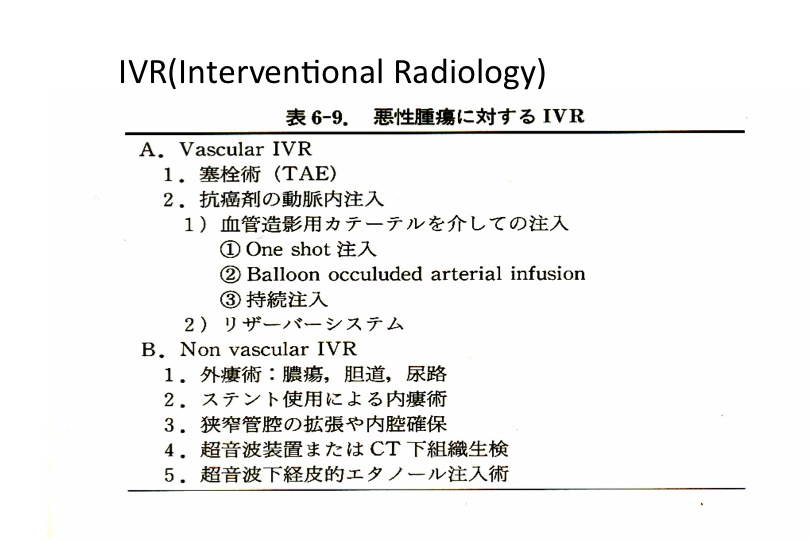 IVR(Interventional Radiology)
表 6-9. 悪性腫瘍に対する IVR
A. Vascular IVR
1. 塞栓術 (TAE)
2. 抗癌剤の動脈内注入
1) 血管造影用カテーテルを介しての注入
① One shot 注入
② Balloon occuluded arterial infusion
③ 持続注入
2) リザーバーシステム
B. Non vascular IVR
1. 外瘻術：膿瘍，胆道，尿路
2. ステント使用による内瘻術
3. 狭窄管腔の拡張や内腔確保
4. 超音波装置または CT 下組織生検
5. 超音波下経皮的エタノール注入術